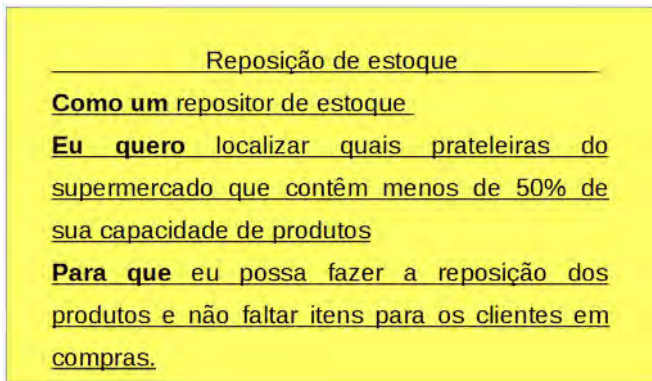 Reposição de estoque
Como um repositor de estoque
Eu quero localizar quais prateleiras do
supermercado que contêm menos de 50% de
sua capacidade de produtos
Para que eu possa fazer a reposição dos
produtos e não faltar itens para os clientes em
compras.